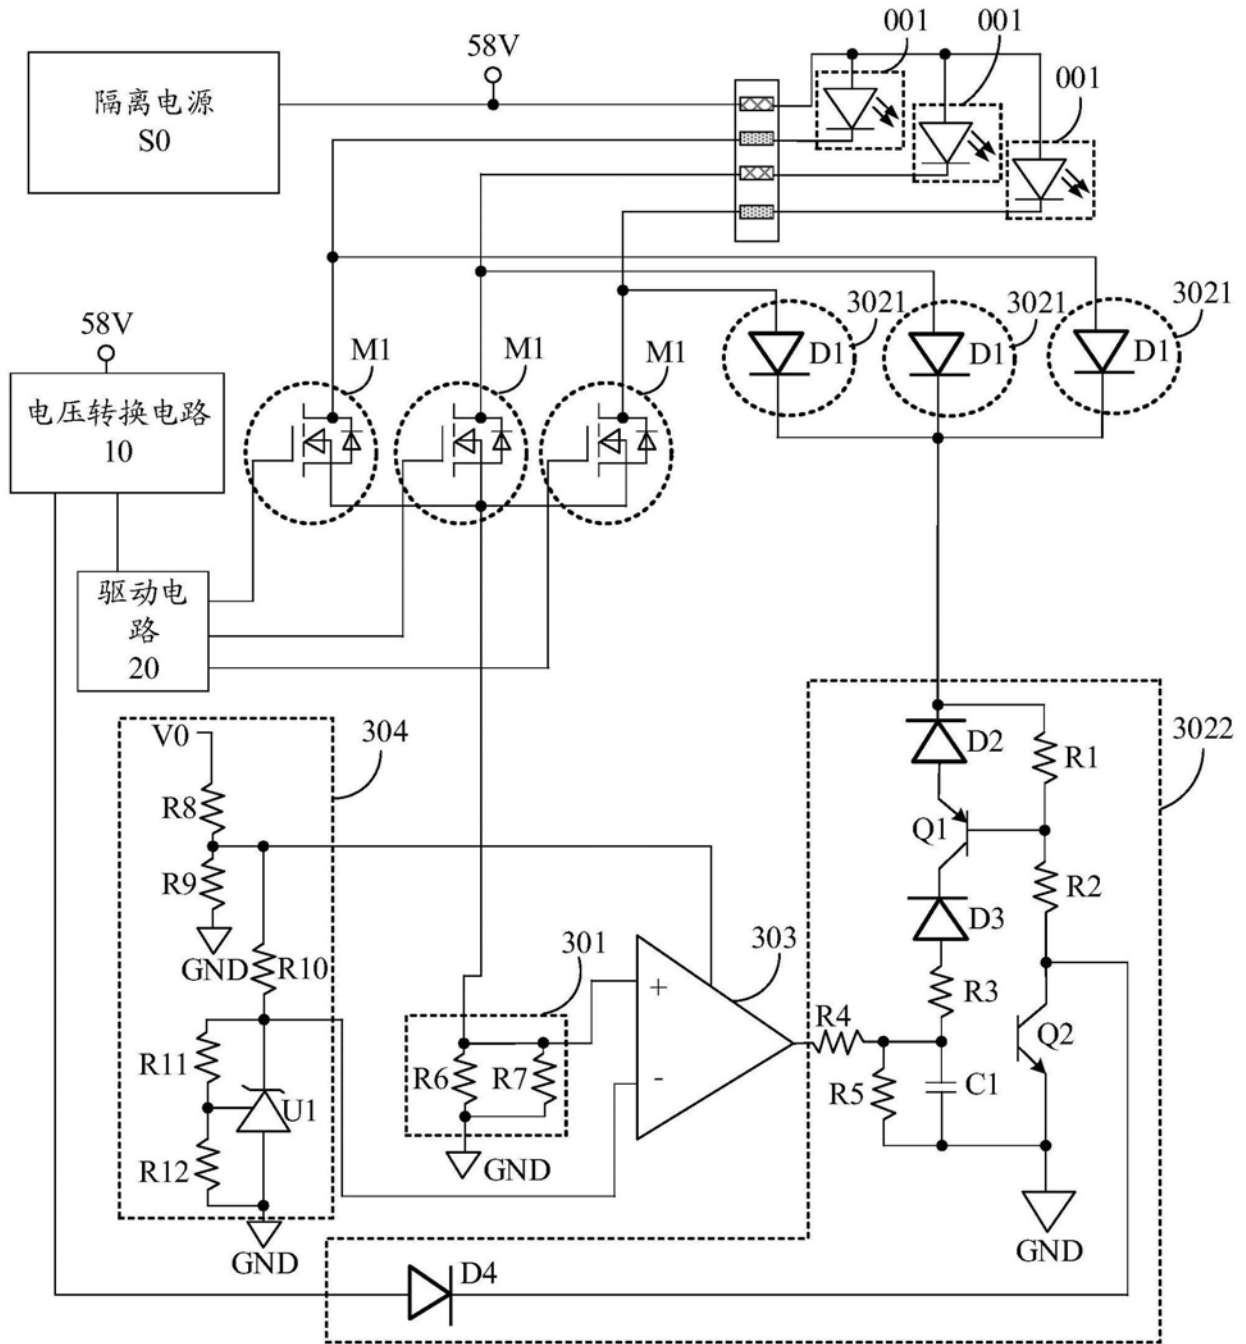 001
001
001
58V
隔离电源
S0
58V
M1
M1
M1
3021
3021
3021
D1
D1
D1
电压转换电路
10
驱动电
路
20
304
V0
3022
D2
R1
R8
Q1
R9
R2
GND
D3
301
303
R10
+
R3
R4
Q2
R11
R6
R7
-
R5
C1
U1
R12
GND
GND
GND
D4